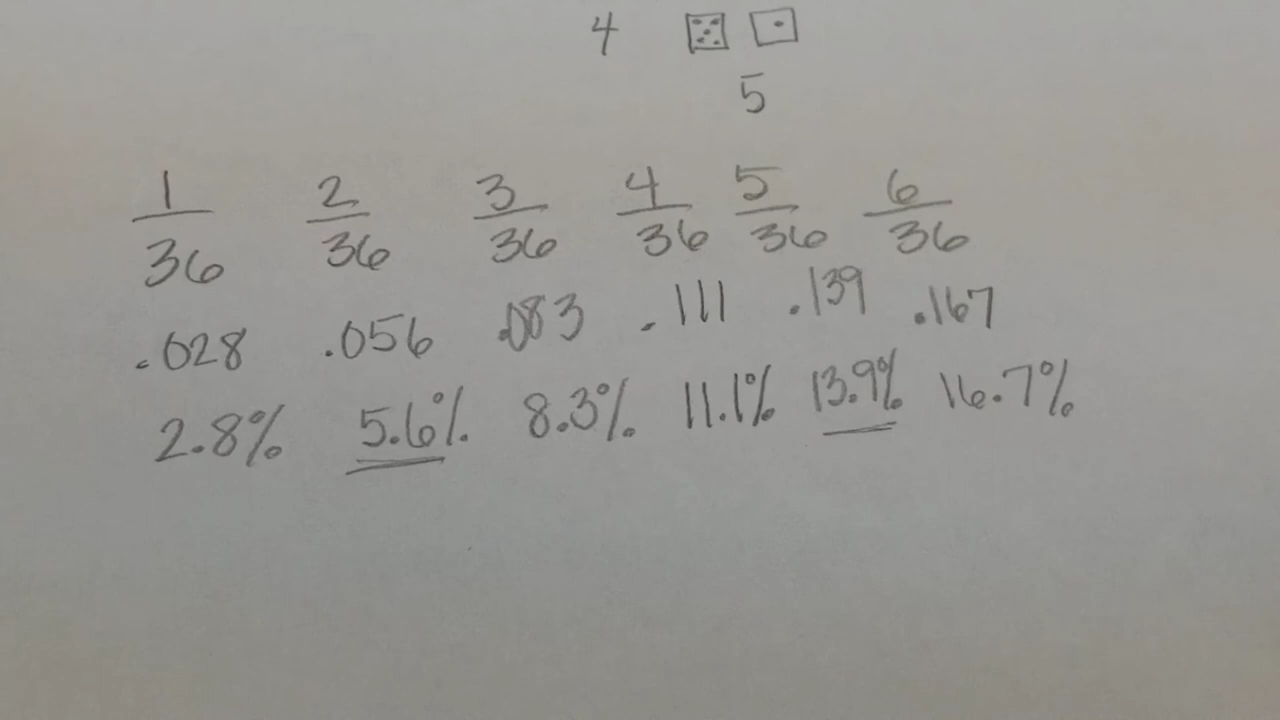 4
5
1/36 2/36 3/36 4/36 5/36 6/36
.028 .056 .083 .111 .139 .167
2.8% 5.6% 8.3% 11.1% 13.9% 16.7%